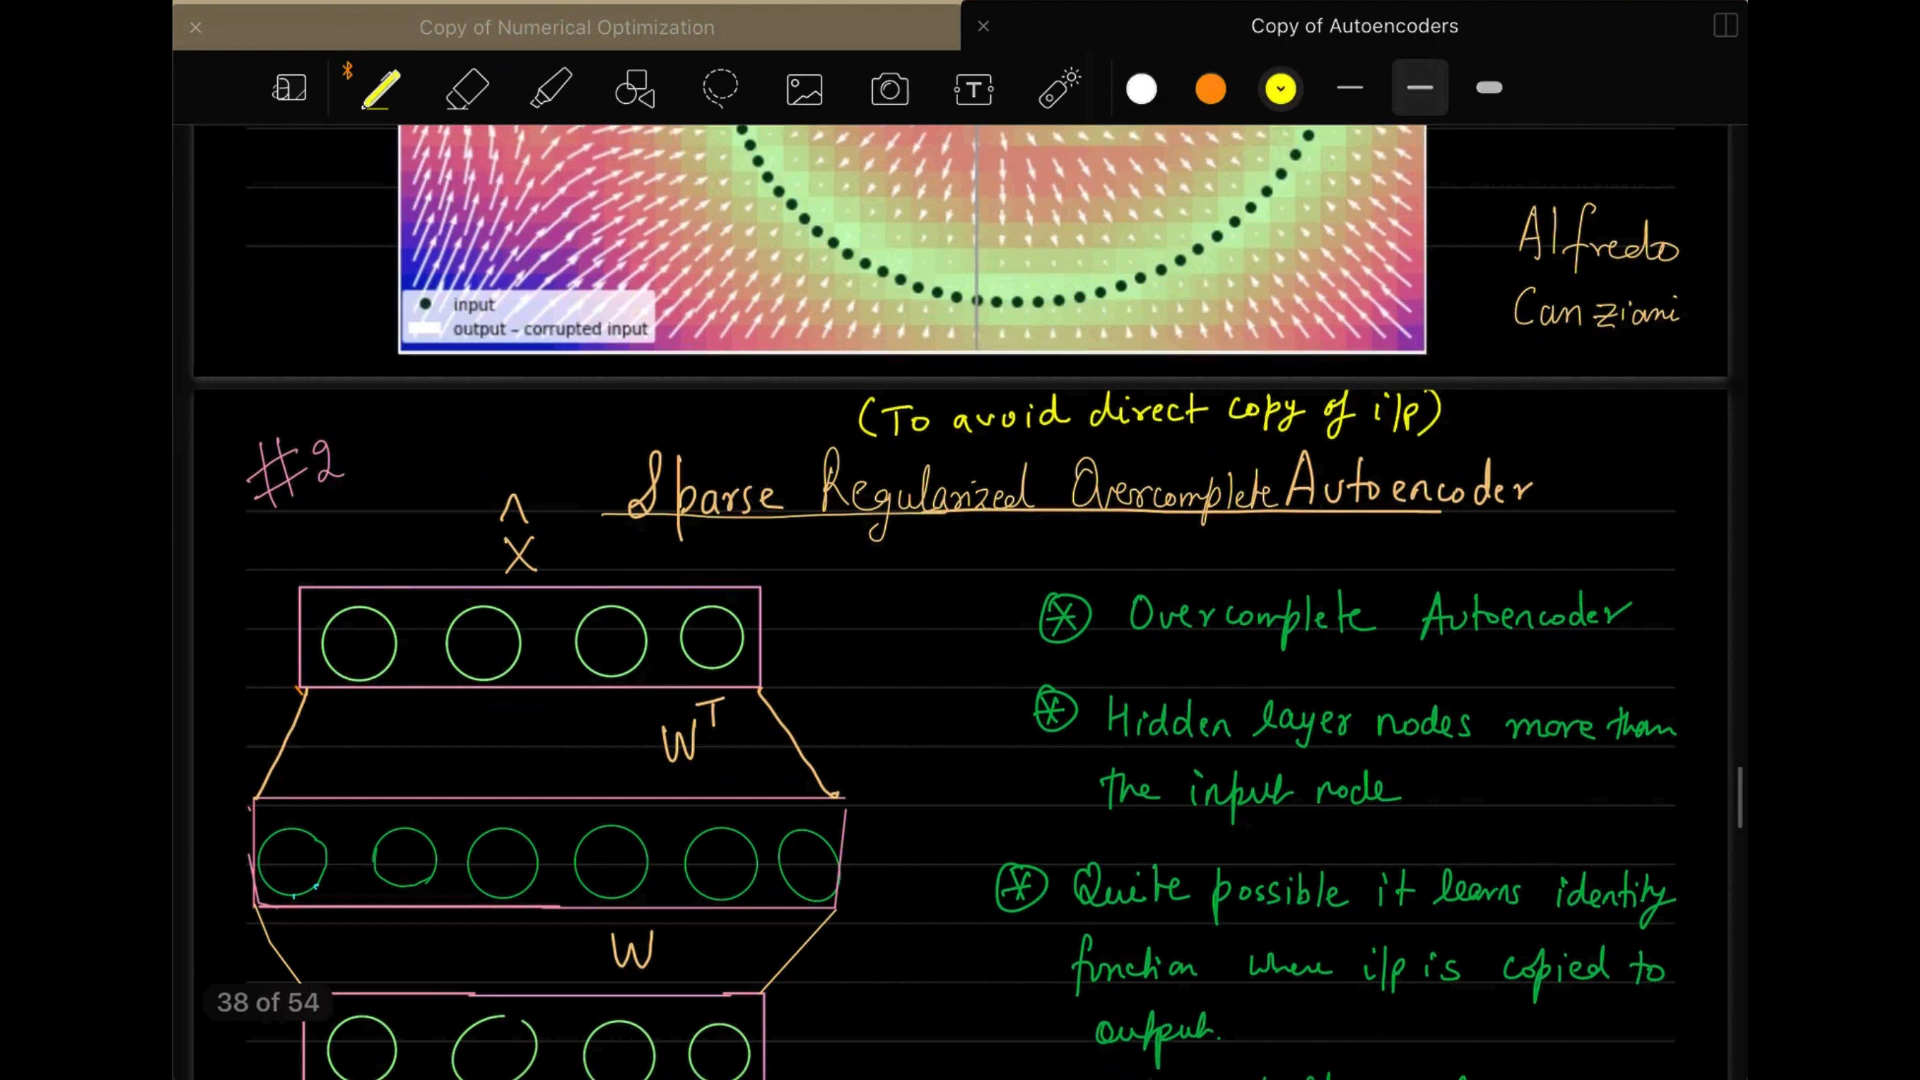 Copy of Numerical Optimization
Copy of Autoencoders
input
output – corrupted input
Alfredo
Canziani
(To avoid direct copy of i/p)
#2
Sparse Regularized Overcomplete Autoencoder
^
X
* Overcomplete Autoencoder
W^T
* Hidden layer nodes more than
the input node
* Quite possible it learns identity
function where i/p is copied to
output.
W
38 of 54